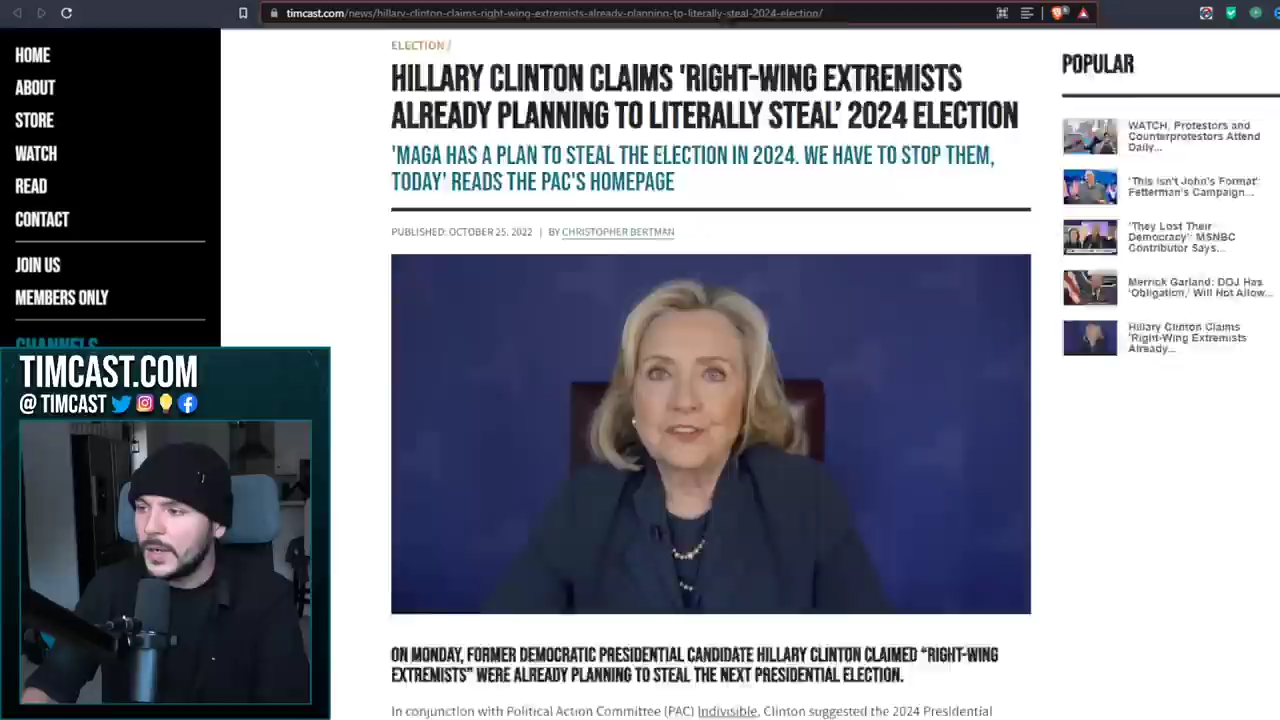 timcast.com/news/hillary-clinton-claims-right-wing-extremists-already-planning-to-literally-steal-2024-election/
HOME
ABOUT
STORE
WATCH
READ
CONTACT
JOIN US
MEMBERS ONLY
CHANNELS
TIMCAST.COM
@ TIMCAST
ELECTION /
HILLARY CLINTON CLAIMS 'RIGHT-WING EXTREMISTS
ALREADY PLANNING TO LITERALLY STEAL' 2024 ELECTION
'MAGA HAS A PLAN TO STEAL THE ELECTION IN 2024. WE HAVE TO STOP THEM,
TODAY' READS THE PAC'S HOMEPAGE
PUBLISHED: OCTOBER 25, 2022 | BY CHRISTOPHER BERTMAN
ON MONDAY, FORMER DEMOCRATIC PRESIDENTIAL CANDIDATE HILLARY CLINTON CLAIMED “RIGHT-WING
EXTREMISTS” WERE ALREADY PLANNING TO STEAL THE NEXT PRESIDENTIAL ELECTION.
In conjunction with Political Action Committee (PAC) Indivisible, Clinton suggested the 2024 Presidential
POPULAR
WATCH, Protestors and
Counterprotestors Attend
Daily...
'This Isn't John's Format'
Fetterman's Campaign...
'They Lost Their
Democracy': MSNBC
Contributor Says...
Merrick Garland: DOJ Has
'Obligation,' Will Not Allow...
Hillary Clinton Claims
'Right-Wing Extremists
Already...